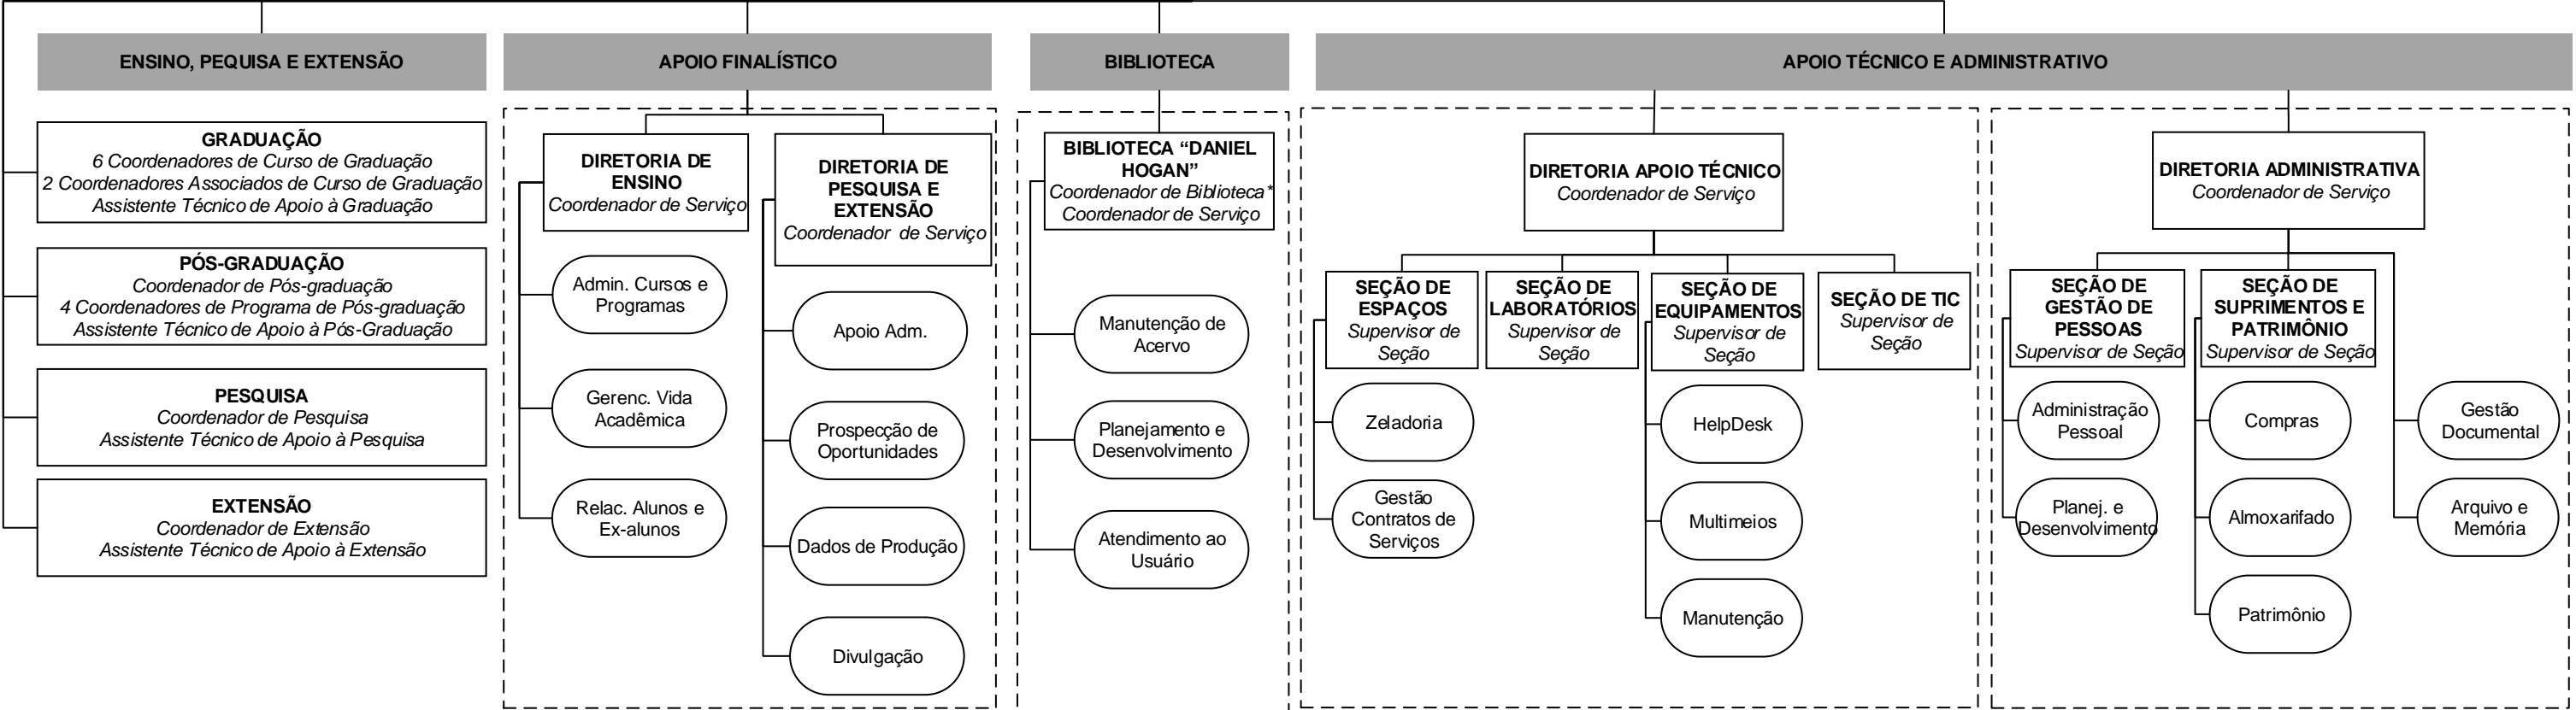 ENSINO, PEQUISA E EXTENSÃO
APOIO FINALÍSTICO
BIBLIOTECA
APOIO TÉCNICO E ADMINISTRATIVO
GRADUAÇÃO
6 Coordenadores de Curso de Graduação
2 Coordenadores Associados de Curso de Graduação
Assistente Técnico de Apoio à Graduação
PÓS-GRADUAÇÃO
Coordenador de Pós-graduação
4 Coordenadores de Programa de Pós-graduação
Assistente Técnico de Apoio à Pós-Graduação
PESQUISA
Coordenador de Pesquisa
Assistente Técnico de Apoio à Pesquisa
EXTENSÃO
Coordenador de Extensão
Assistente Técnico de Apoio à Extensão
DIRETORIA DE
ENSINO
Coordenador de Serviço
Admin. Cursos e
Programas
Gerenc. Vida
Acadêmica
Relac. Alunos e
Ex-alunos
DIRETORIA DE
PESQUISA E
EXTENSÃO
Coordenador de Serviço
Apoio Adm.
Prospecção de
Oportunidades
Dados de Produção
Divulgação
BIBLIOTECA “DANIEL
HOGAN”
Coordenador de Biblioteca*
Coordenador de Serviço
Manutenção de
Acervo
Planejamento e
Desenvolvimento
Atendimento ao
Usuário
DIRETORIA APOIO TÉCNICO
Coordenador de Serviço
SEÇÃO DE
ESPAÇOS
Supervisor de
Seção
Zeladoria
Gestão
Contratos de
Serviços
SEÇÃO DE
LABORATÓRIOS
Supervisor de
Seção
SEÇÃO DE
EQUIPAMENTOS
Supervisor de
Seção
HelpDesk
Multimeios
Manutenção
SEÇÃO DE TIC
Supervisor de
Seção
DIRETORIA ADMINISTRATIVA
Coordenador de Serviço
SEÇÃO DE
GESTÃO DE
PESSOAS
Supervisor de Seção
Administração
Pessoal
Planej. e
Desenvolvimento
SEÇÃO DE
SUPRIMENTOS E
PATRIMÔNIO
Supervisor de Seção
Compras
Almoxarifado
Patrimônio
Gestão
Documental
Arquivo e
Memória